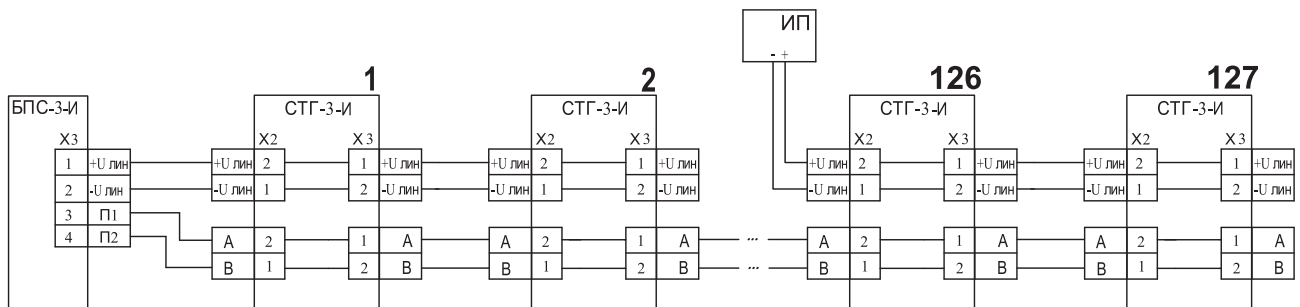 ИП
- +
1
2
126
127
БПС-3-И
СТГ-3-И
СТГ-3-И
СТГ-3-И
СТГ-3-И
X3
X2 X3
X2 X3
X2 X3
X2 X3
1 +U лин +U лин 2 1 +U лин +U лин 2 1 +U лин +U лин 2 1 +U лин +U лин 2 1 +U лин
2 -U лин -U лин 1 2 -U лин -U лин 1 2 -U лин -U лин 1 2 -U лин -U лин 1 2 -U лин
3 П1
4 П2
A 2 1 A A 2 1 A ... A 2 1 A A 2 1 A
B 1 2 B B 1 2 B ... B 1 2 B B 1 2 B